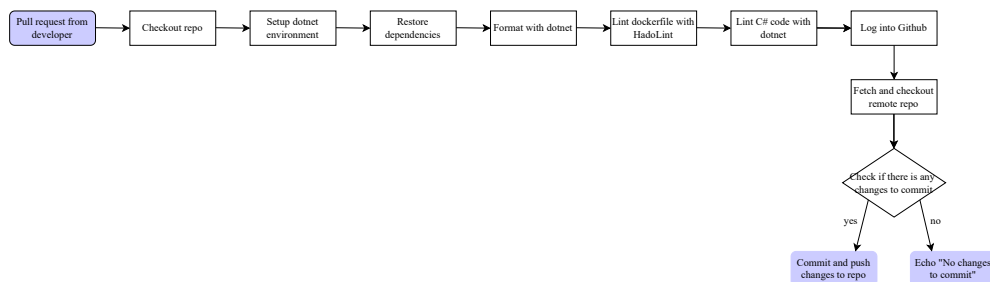 Pull request from
developer
Checkout repo
Setup dotnet
environment
Restore
dependencies
Format with dotnet
Lint dockerfile with
HadoLint
Lint C# code with
dotnet
Log into Github
Fetch and checkout
remote repo
Check if there is any
changes to commit
yes
no
Commit and push
changes to repo
Echo "No changes
to commit"